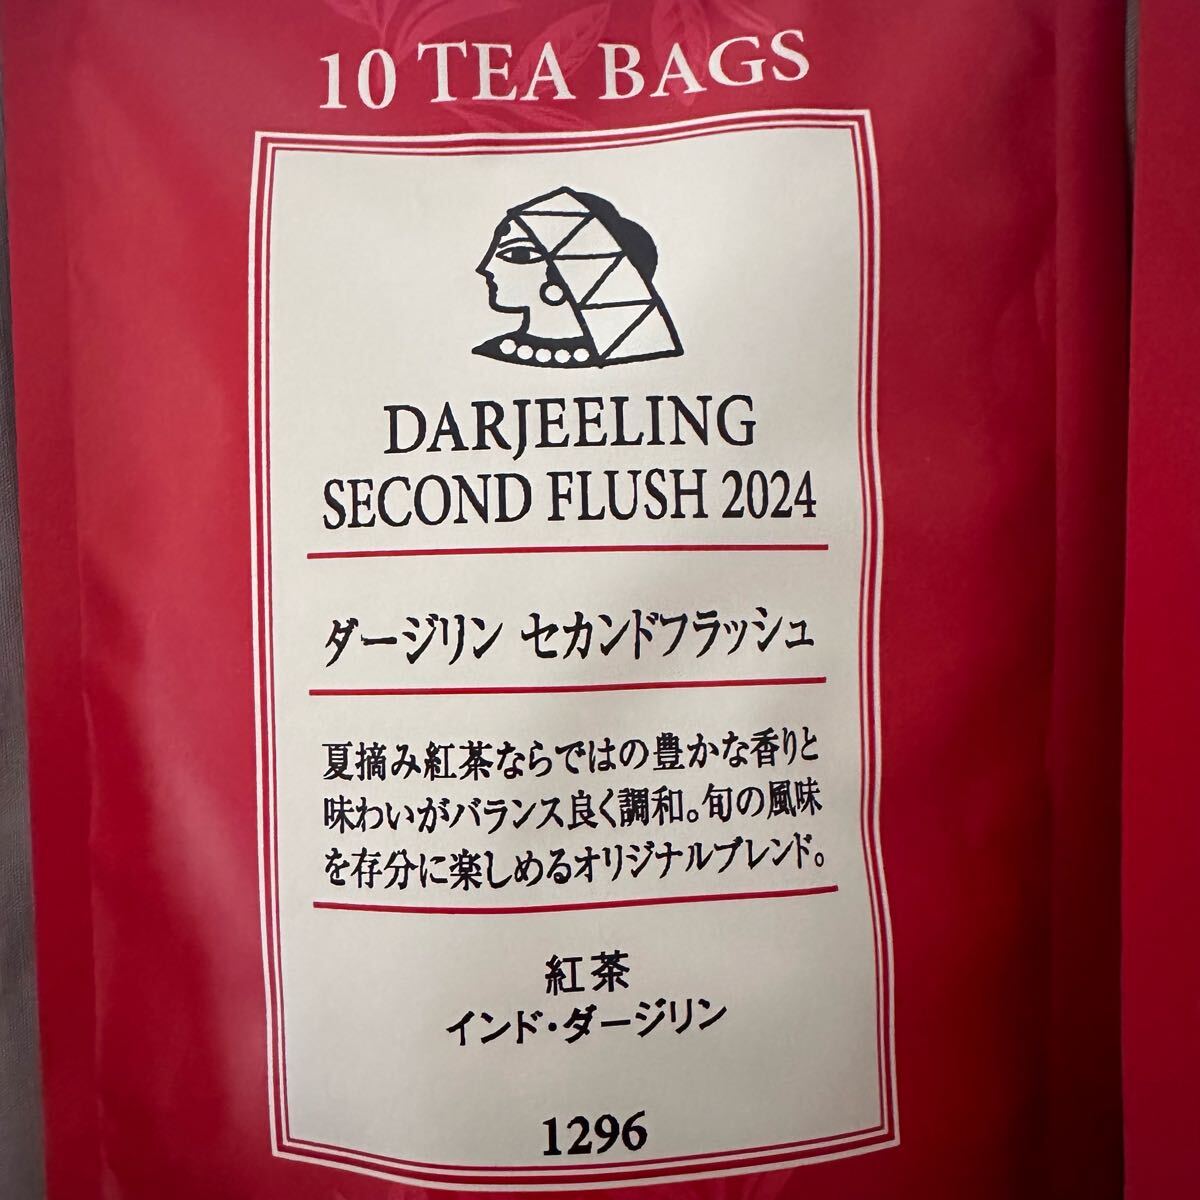 10 TEA BAGS
DARJEELING
SECOND FLUSH 2024
ダージリン セカンドフラッシュ
夏摘み紅茶ならではの豊かな香りと
味わいがバランス良く調和。旬の風味
を存分に楽しめるオリジナルブレンド。
紅茶
インド・ダージリン
1296